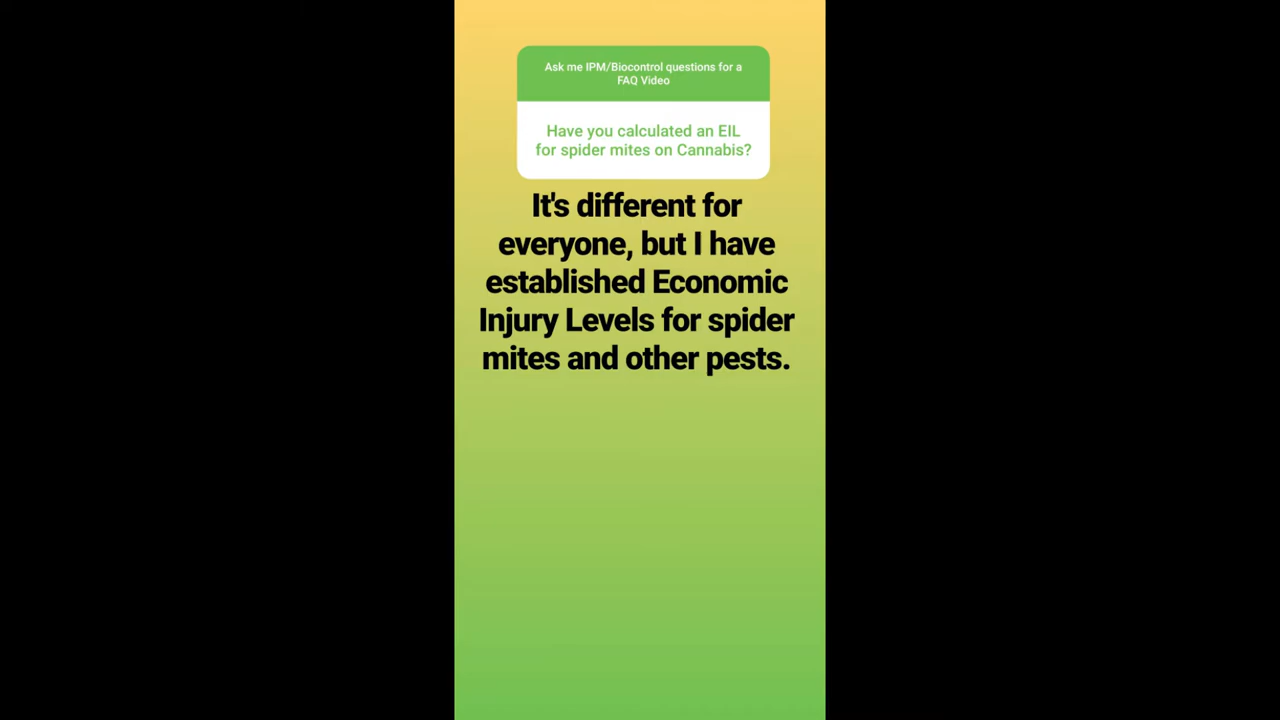 Ask me IPM/Biocontrol questions for a
FAQ Video
Have you calculated an EIL
for spider mites on Cannabis?
It's different for
everyone, but I have
established Economic
Injury Levels for spider
mites and other pests.